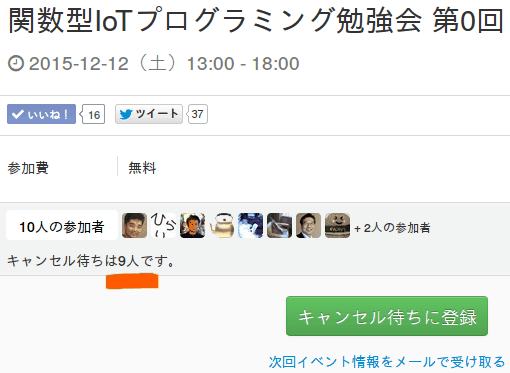 関数型IoTプログラミング勉強会 第0回
2015-12-12（土）13:00 - 18:00
いいね！ 16 ツイート 37
参加費 無料
10人の参加者 ひらい + 2人の参加者
キャンセル待ちは9人です。
キャンセル待ちに登録
次回イベント情報をメールで受け取る